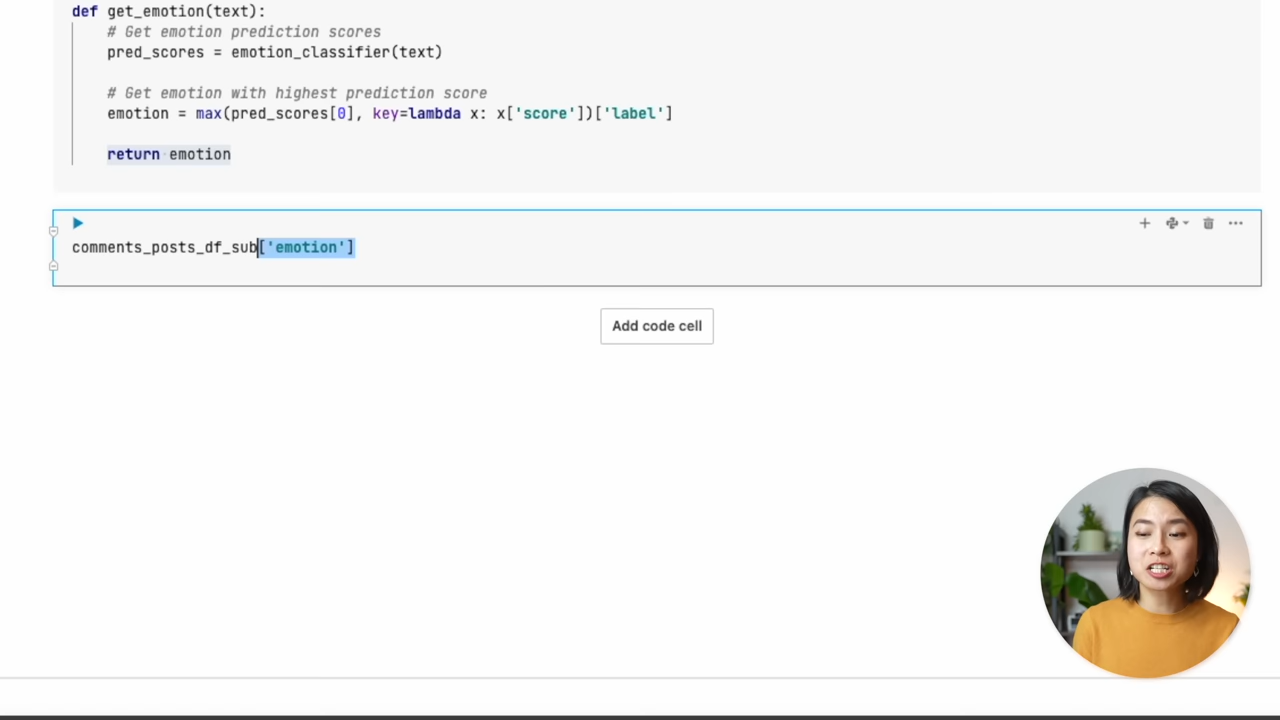 def get_emotion(text):
# Get emotion prediction scores
pred_scores = emotion_classifier(text)
# Get emotion with highest prediction score
emotion = max(pred_scores[0], key=lambda x: x['score'])['label']
return emotion
comments_posts_df_sub['emotion']
Add code cell